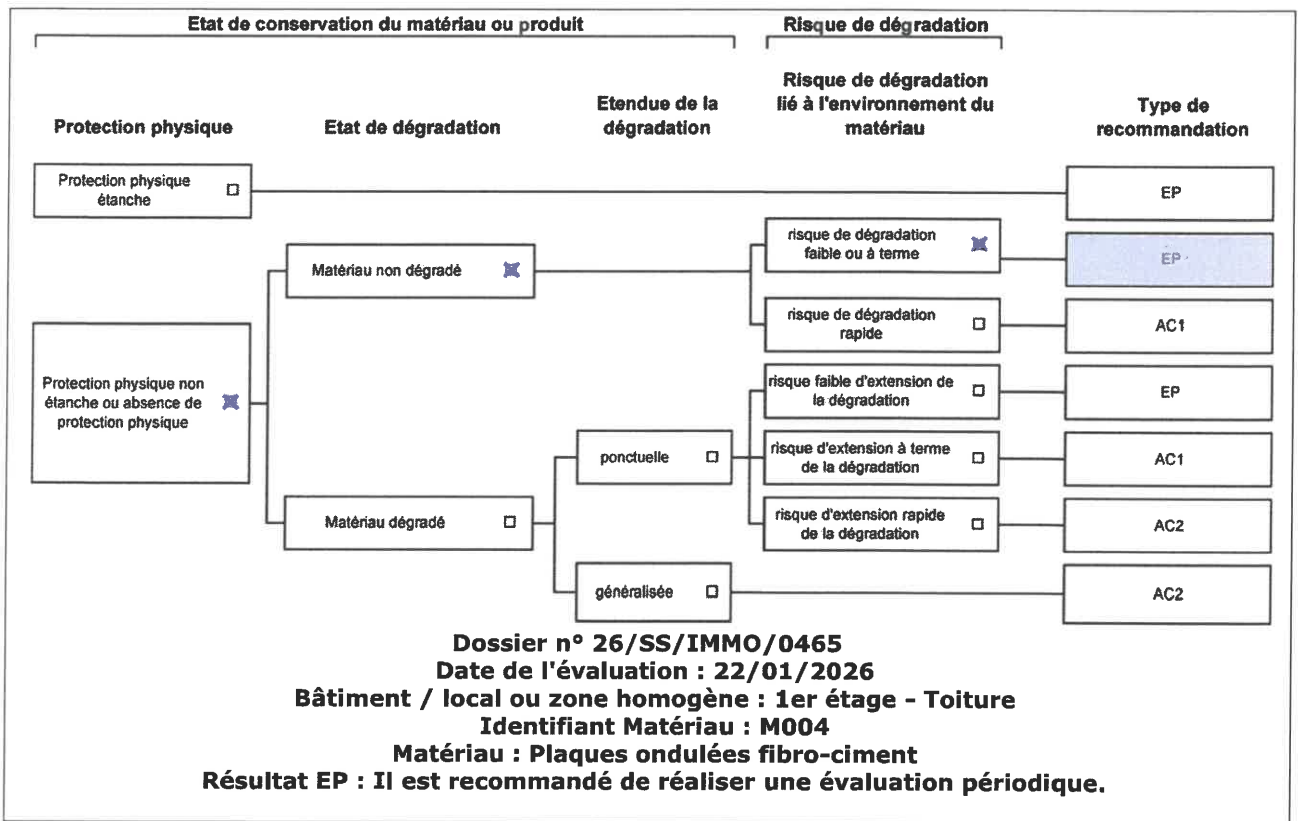 Etat de conservation du matériau ou produit
Risque de dégradation
Protection physique
Etat de dégradation
Etendue de la
dégradation
Risque de dégradation
lié à l'environnement du
matériau
Type de
recommandation
Protection physique
étanche
EP
risque de dégradation
faible ou à terme
EP
Matériau non dégradé
risque de dégradation
rapide
AC1
Protection physique non
étanche ou absence de
protection physique
risque faible d'extension de
la dégradation
EP
ponctuelle
risque d'extension à terme
de la dégradation
AC1
Matériau dégradé
risque d'extension rapide
de la dégradation
AC2
généralisée
AC2
Dossier n° 26/SS/IMMO/0465
Date de l'évaluation : 22/01/2026
Bâtiment / local ou zone homogène : 1er étage - Toiture
Identifiant Matériau : M004
Matériau : Plaques ondulées fibro-ciment
Résultat EP : Il est recommandé de réaliser une évaluation périodique.